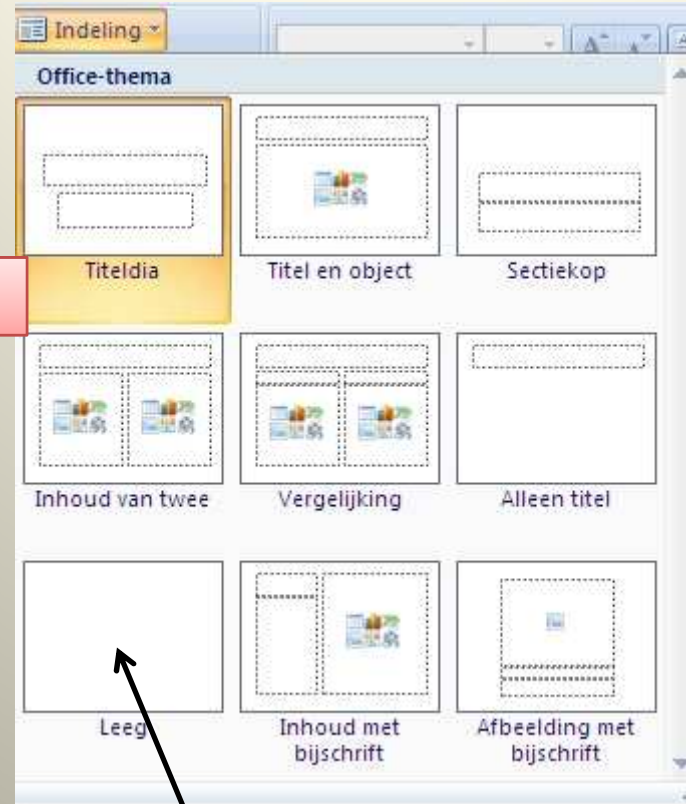 Indeling
Office-thema
Titeldia
Titel en object
Sectiekop
Inhoud van twee
Vergelijking
Alleen titel
Leeg
Inhoud met
bijschrift
Afbeelding met
bijschrift